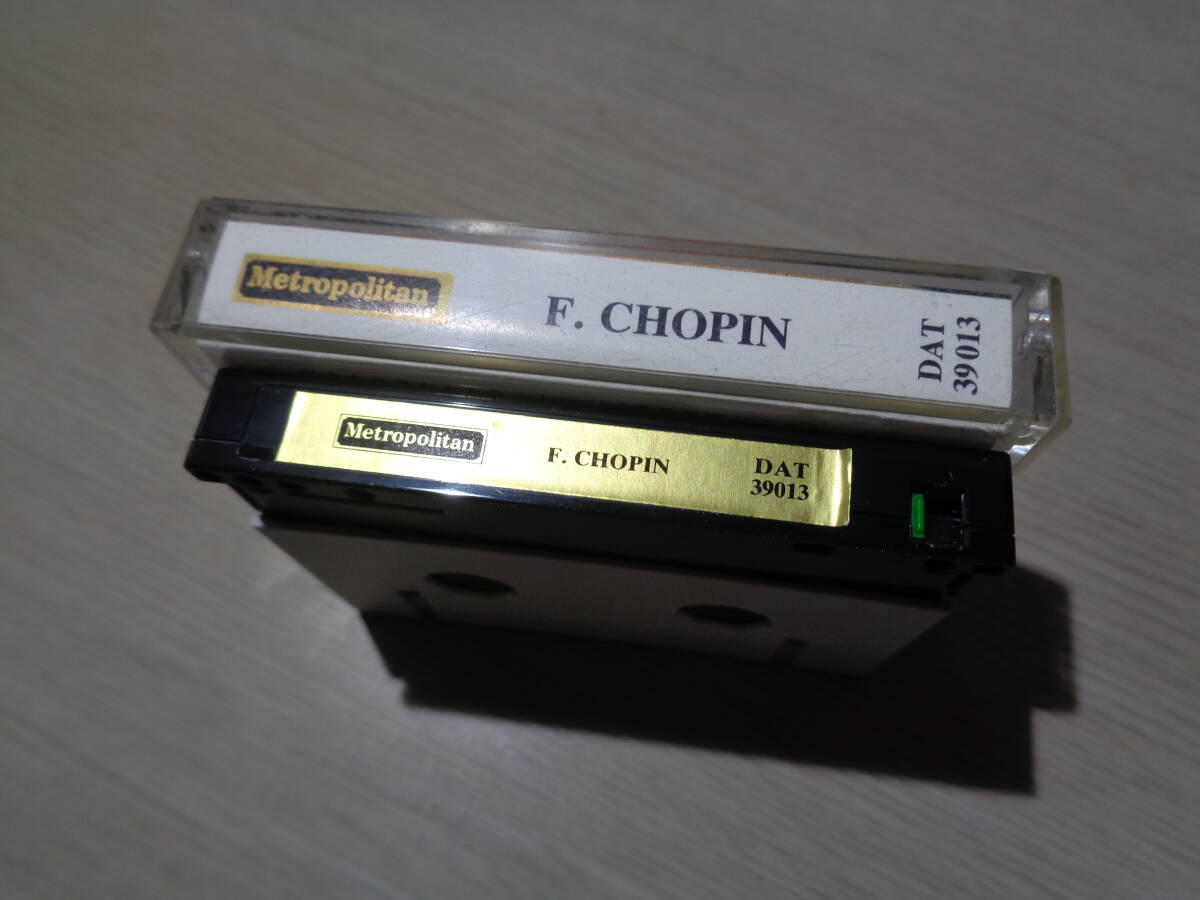 Metropolitan
F. CHOPIN
DAT
39013
Metropolitan
F. CHOPIN
DAT
39013